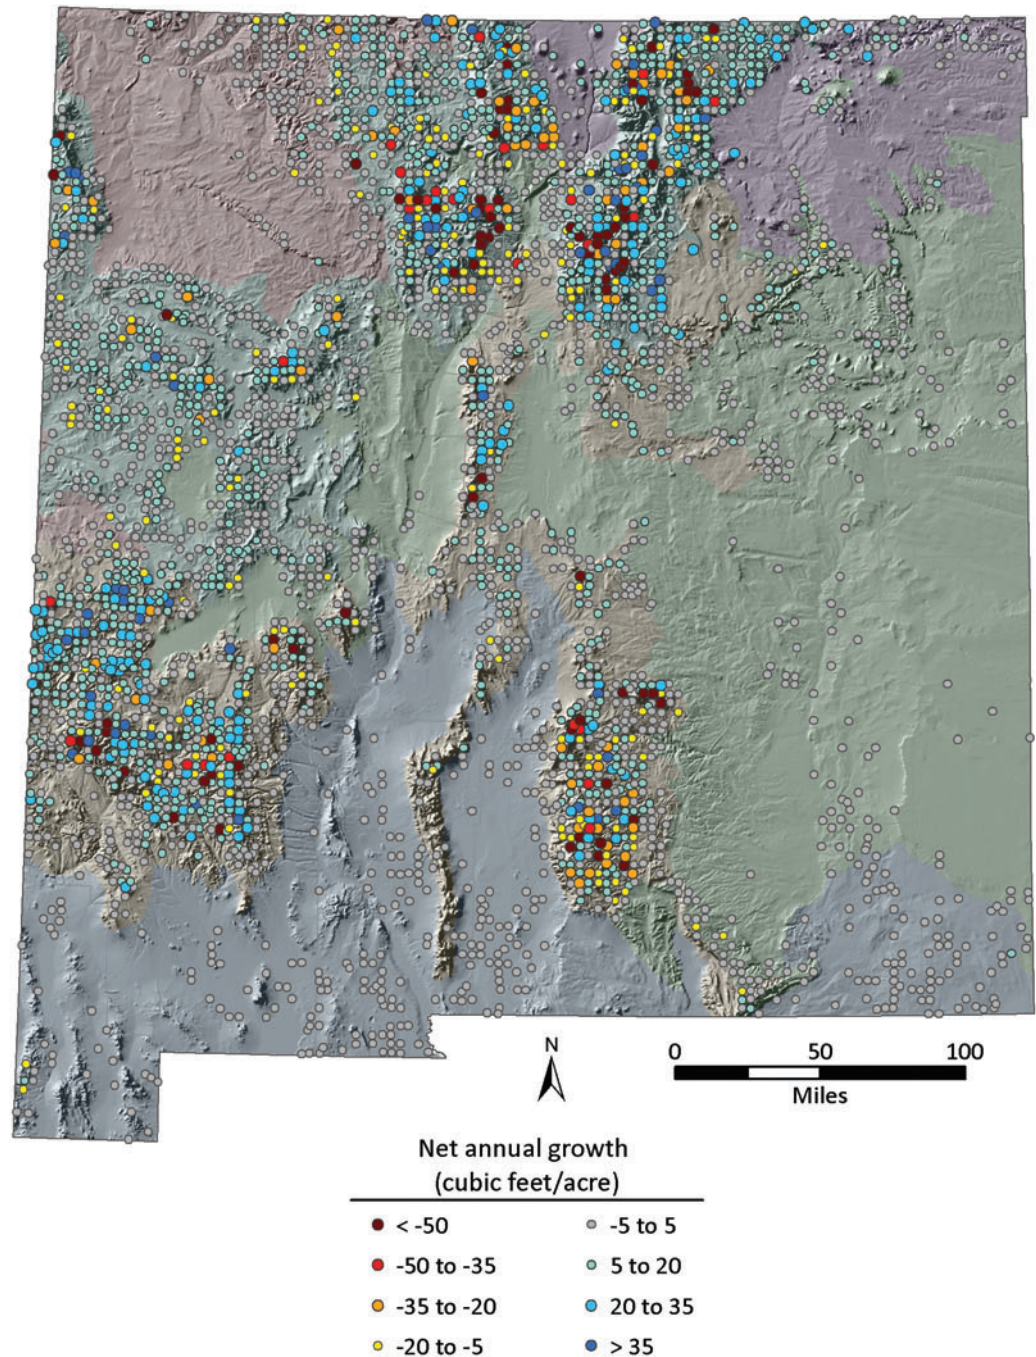 N
0 50 100
Miles
Net annual growth
(cubic feet/acre)
< -50 -5 to 5
-50 to -35 5 to 20
-35 to -20 20 to 35
-20 to -5 > 35